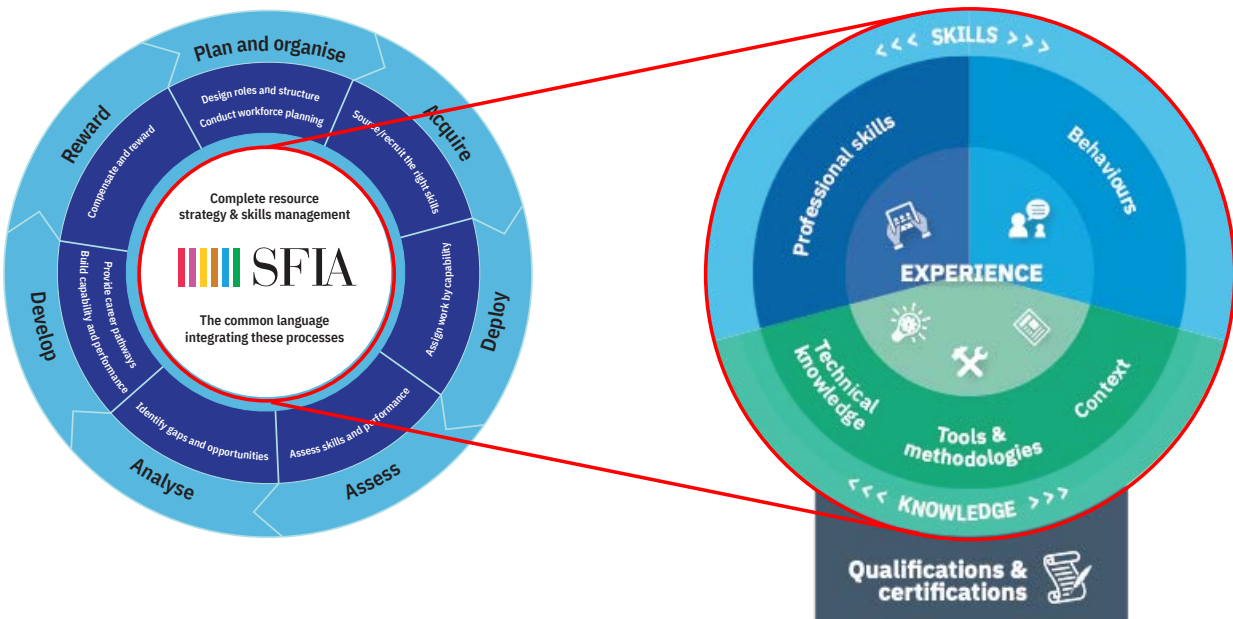 Plan and organise
Design roles and structure
Conduct workforce planning
Acquire
Source/recruit the right skills
Deploy
Assign work by capability
Assess
Assess skills and performance
Analyse
Identify gaps and opportunities
Develop
Provide career pathways
Build capability and performance
Reward
Compensate and reward
Complete resource
strategy & skills management
SFIA
The common language
integrating these processes
<<< SKILLS >>>
Professional skills
Behaviours
EXPERIENCE
Technical
knowledge
Tools &
methodologies
Context
<<< KNOWLEDGE >>>
Qualifications &
certifications